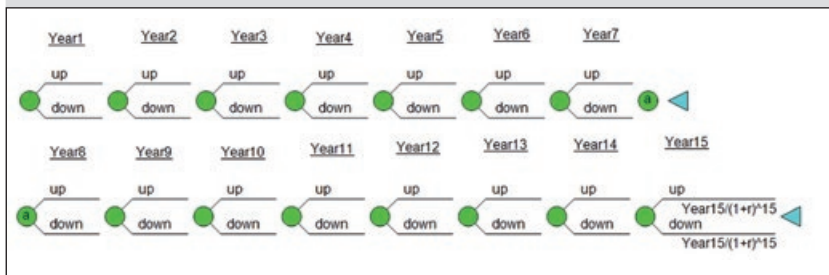 Year1 Year2 Year3 Year4 Year5 Year6 Year7
up up up up up up up
down down down down down down down a
Year8 Year9 Year10 Year11 Year12 Year13 Year14 Year15
up up up up up up up up
Year15/(1+r)^15
a down down down down down down down down
Year15/(1+r)^15